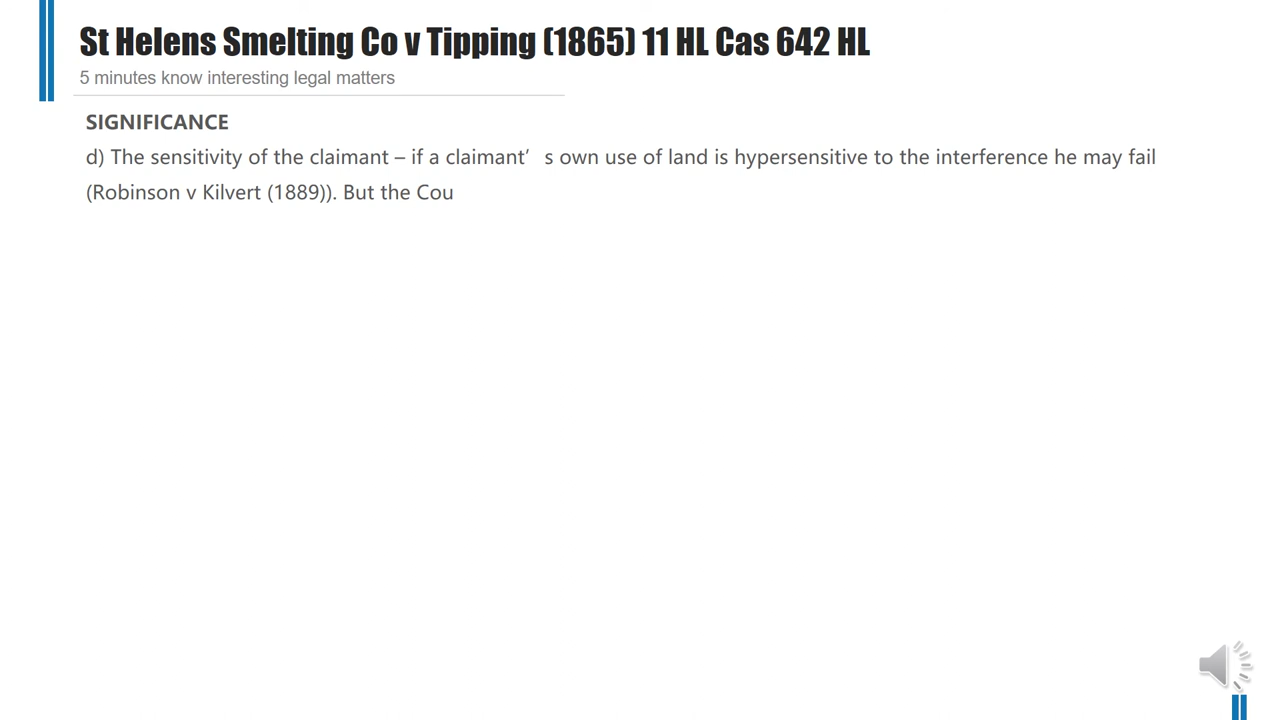 St Helens Smelting Co v Tipping (1865) 11 HL Cas 642 HL
5 minutes know interesting legal matters
SIGNIFICANCE
d) The sensitivity of the claimant – if a claimant’s own use of land is hypersensitive to the interference he may fail
(Robinson v Kilvert (1889)). But the Cou